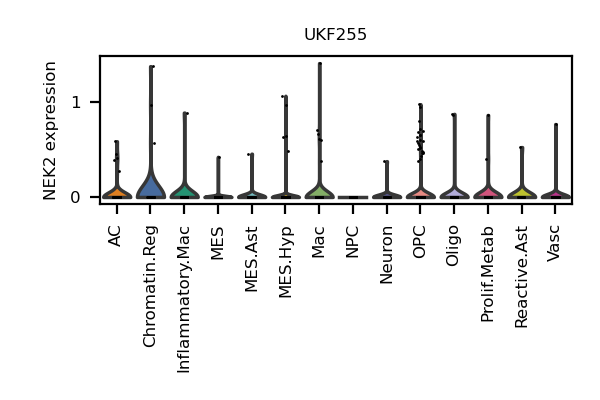 UKF255
NEK2 expression
1
0
AC
Chromatin.Reg
Inflammatory.Mac
MES
MES.Ast
MES.Hyp
Mac
NPC
Neuron
OPC
Oligo
Prolif.Metab
Reactive.Ast
Vasc